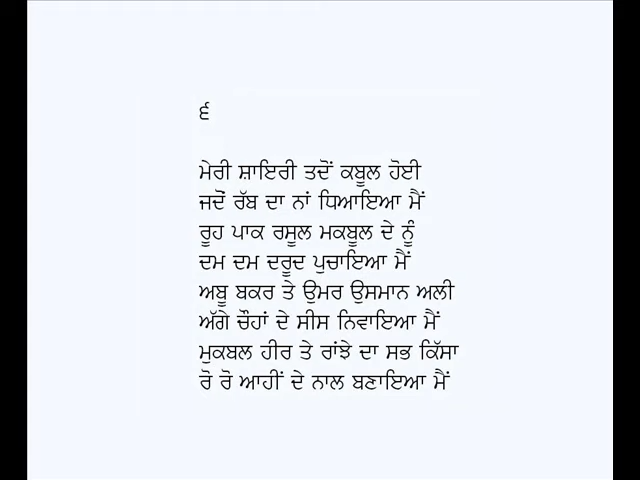 ੬
ਮੇਰੀ ਸ਼ਾਇਰੀ ਤਦੋਂ ਕਬੂਲ ਹੋਈ
ਜਦੋਂ ਰੱਬ ਦਾ ਨਾਂ ਧਿਆਇਆ ਮੈਂ
ਰੂਹ ਪਾਕ ਰਸੂਲ ਮਕਬੂਲ ਦੇ ਨੂੰ
ਦਮ ਦਮ ਦਰੂਦ ਪੁਚਾਇਆ ਮੈਂ
ਅਬੂ ਬਕਰ ਤੇ ਉਮਰ ਉਸਮਾਨ ਅਲੀ
ਅੱਗੇ ਚੌਹਾਂ ਦੇ ਸੀਸ ਨਿਵਾਇਆ ਮੈਂ
ਮੁਕਬਲ ਹੀਰ ਤੇ ਰਾਂਝੇ ਦਾ ਸਭ ਕਿੱਸਾ
ਰੋ ਰੋ ਆਹੀਂ ਦੇ ਨਾਲ ਬਣਾਇਆ ਮੈਂ